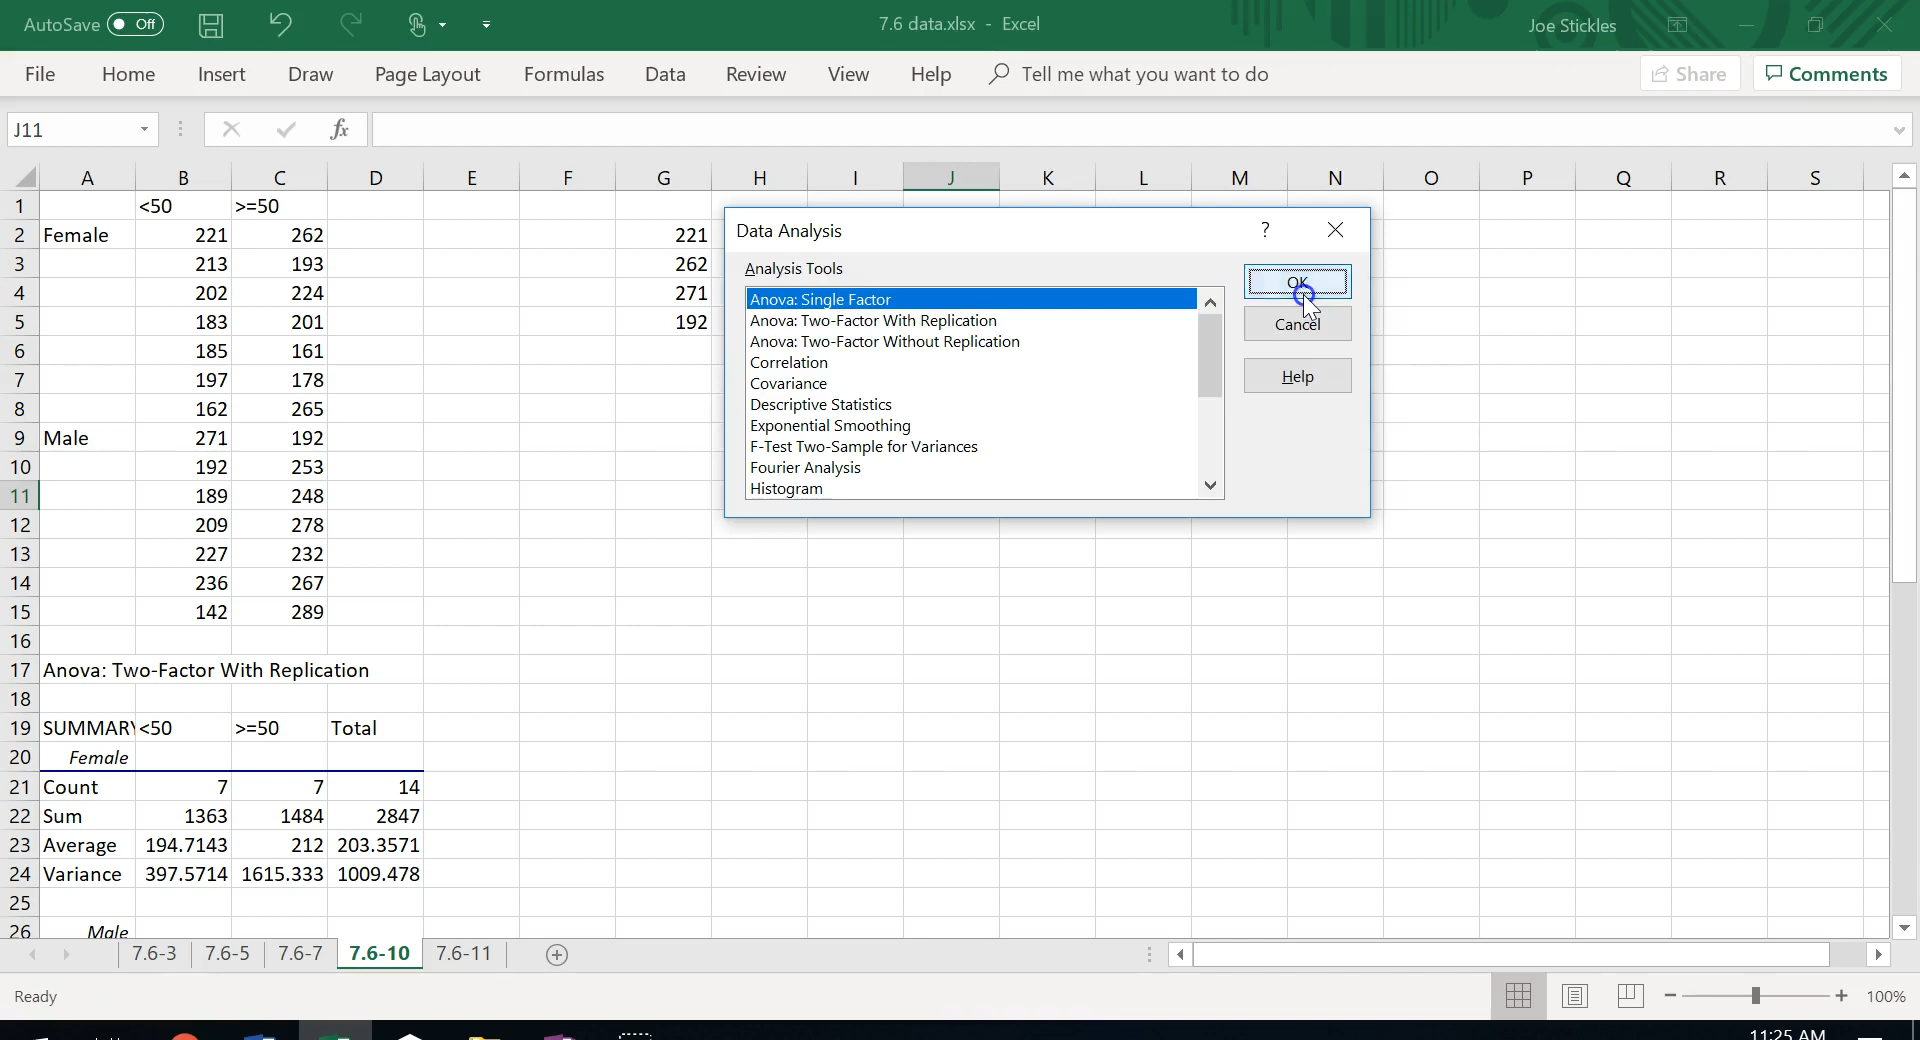 AutoSave Off 7.6 data.xlsx - Excel Joe Stickles
File Home Insert Draw Page Layout Formulas Data Review View Help Tell me what you want to do Share Comments
J11 fx
A B C D E F G H I J K L M N O P Q R S
1 <50 >=50
2 Female 221 262 221
3 213 193 262
4 202 224 271
5 183 201 192
6 185 161
7 197 178
8 162 265
9 Male 271 192
10 192 253
11 189 248
12 209 278
13 227 232
14 236 267
15 142 289
16
17 Anova: Two-Factor With Replication
18
19 SUMMARY <50 >=50 Total
20 Female
21 Count 7 7 14
22 Sum 1363 1484 2847
23 Average 194.7143 212 203.3571
24 Variance 397.5714 1615.333 1009.478
25
26 Male
Data Analysis ?
Analysis Tools
Anova: Single Factor
Anova: Two-Factor With Replication
Anova: Two-Factor Without Replication
Correlation
Covariance
Descriptive Statistics
Exponential Smoothing
F-Test Two-Sample for Variances
Fourier Analysis
Histogram
OK
Cancel
Help
7.6-3 7.6-5 7.6-7 7.6-10 7.6-11
Ready 100%
11:25 AM